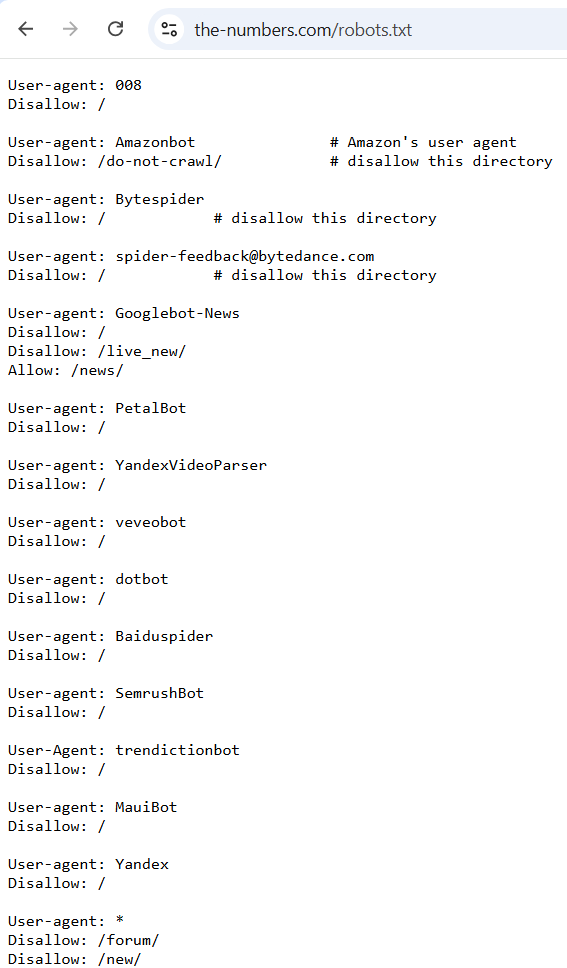 the-numbers.com/robots.txt
User-agent: 008
Disallow: /
User-agent: Amazonbot # Amazon's user agent
Disallow: /do-not-crawl/ # disallow this directory
User-agent: Bytespider
Disallow: / # disallow this directory
User-agent: spider-feedback@bytedance.com
Disallow: / # disallow this directory
User-agent: Googlebot-News
Disallow: /
Disallow: /live_new/
Allow: /news/
User-agent: PetalBot
Disallow: /
User-agent: YandexVideoParser
Disallow: /
User-agent: veveobot
Disallow: /
User-agent: dotbot
Disallow: /
User-agent: Baiduspider
Disallow: /
User-agent: SemrushBot
Disallow: /
User-Agent: trendictionbot
Disallow: /
User-agent: MauiBot
Disallow: /
User-agent: Yandex
Disallow: /
User-agent: *
Disallow: /forum/
Disallow: /new/